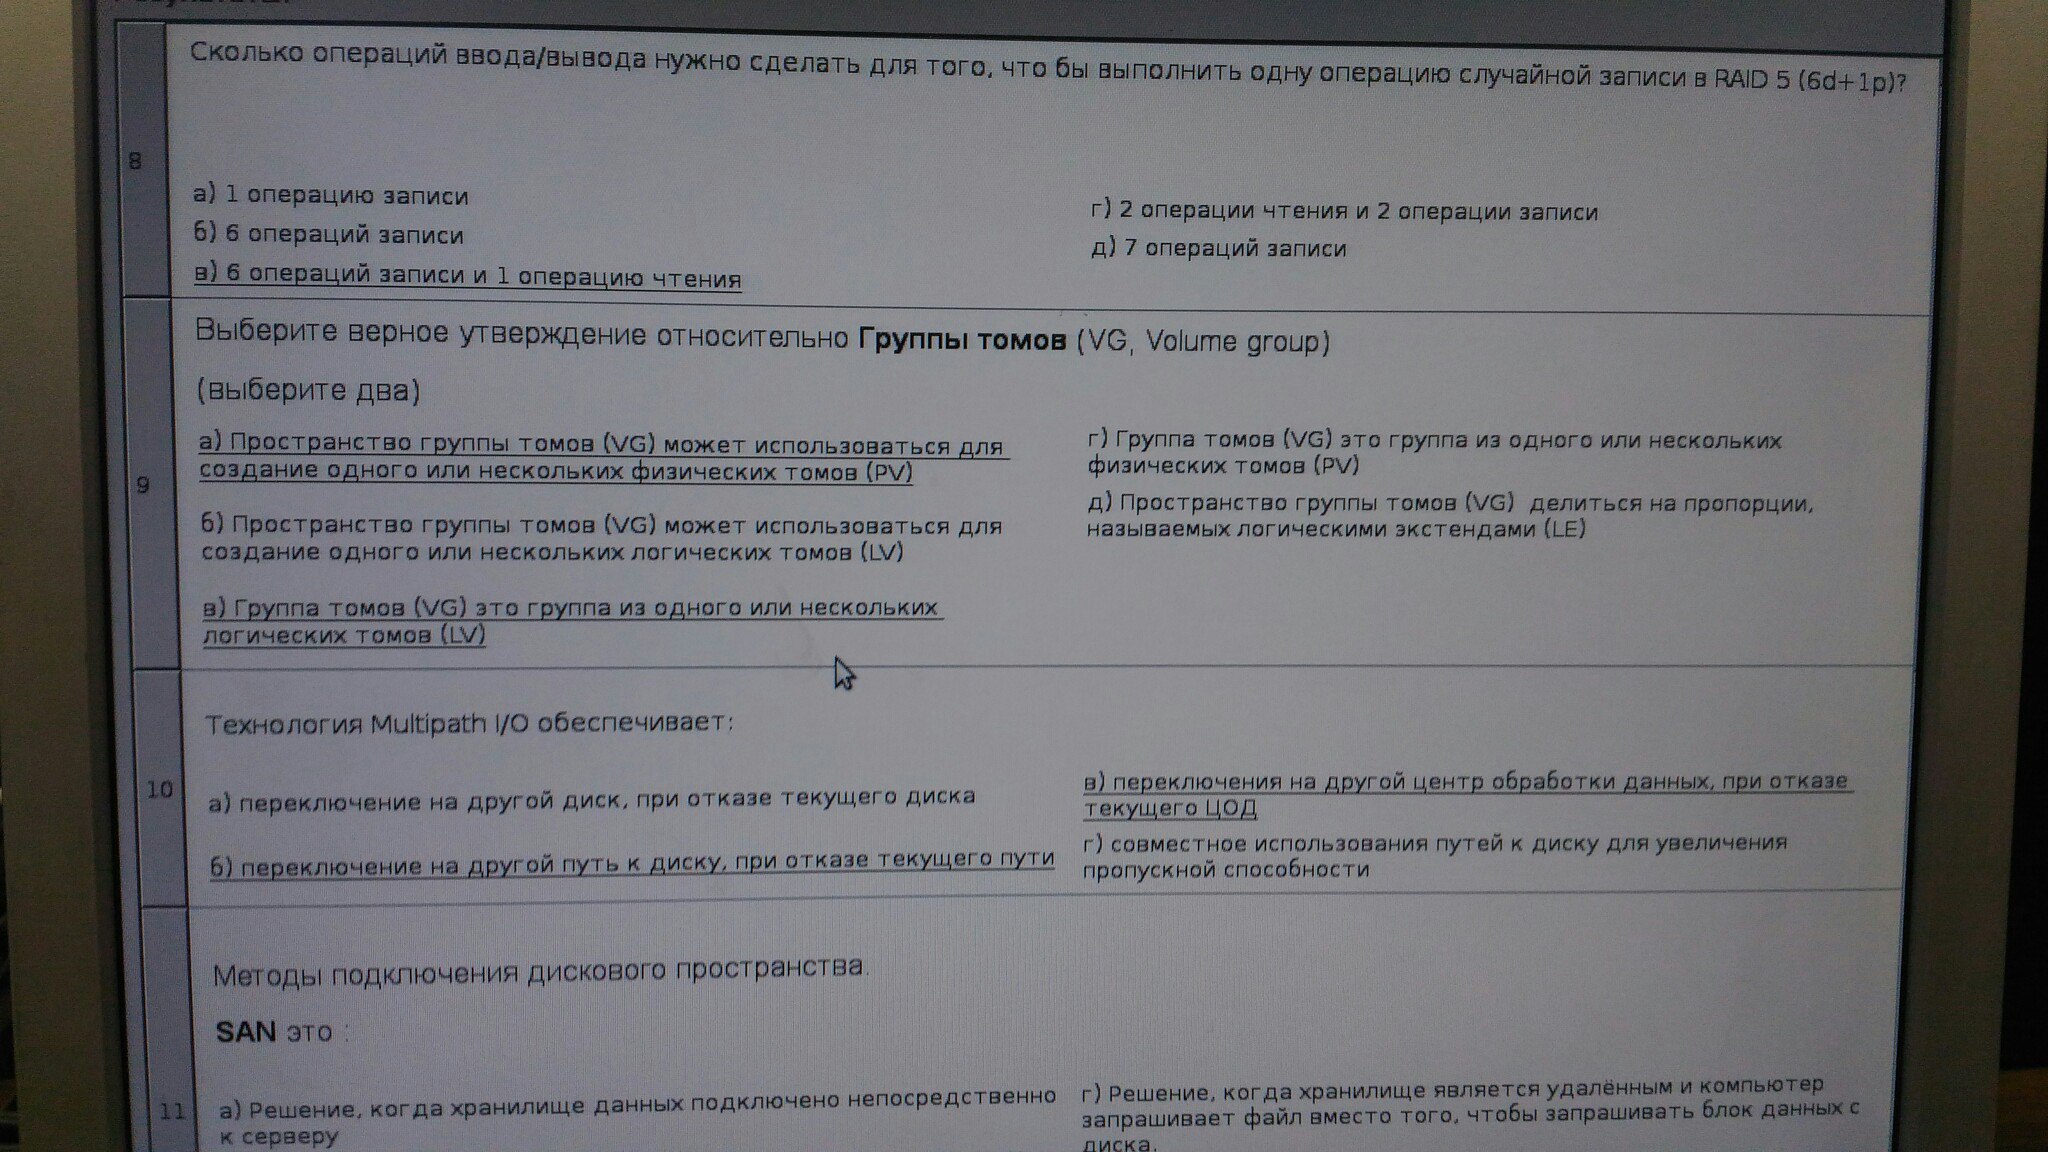 8
Сколько операций ввода/вывода нужно сделать для того, что бы выполнить одну операцию случайной записи в RAID 5 (6d+1p)?
а) 1 операцию записи
б) 6 операций записи
в) 6 операций записи и 1 операцию чтения
г) 2 операции чтения и 2 операции записи
д) 7 операций записи
9
Выберите верное утверждение относительно Группы томов (VG, Volume group)
(выберите два)
а) Пространство группы томов (VG) может использоваться для
создание одного или нескольких физических томов (PV)
б) Пространство группы томов (VG) может использоваться для
создание одного или нескольких логических томов (LV)
в) Группа томов (VG) это группа из одного или нескольких
логических томов (LV)
г) Группа томов (VG) это группа из одного или нескольких
физических томов (PV)
д) Пространство группы томов (VG) делиться на пропорции,
называемых логическими экстендами (LE)
10
Технология Multipath I/O обеспечивает:
а) переключение на другой диск, при отказе текущего диска
б) переключение на другой путь к диску, при отказе текущего пути
в) переключения на другой центр обработки данных, при отказе
текущего ЦОД
г) совместное использования путей к диску для увеличения
пропускной способности
11
Методы подключения дискового пространства.
SAN это :
а) Решение, когда хранилище данных подключено непосредственно
к серверу
г) Решение, когда хранилище является удалённым и компьютер
запрашивает файл вместо того, чтобы запрашивать блок данных с
диска.